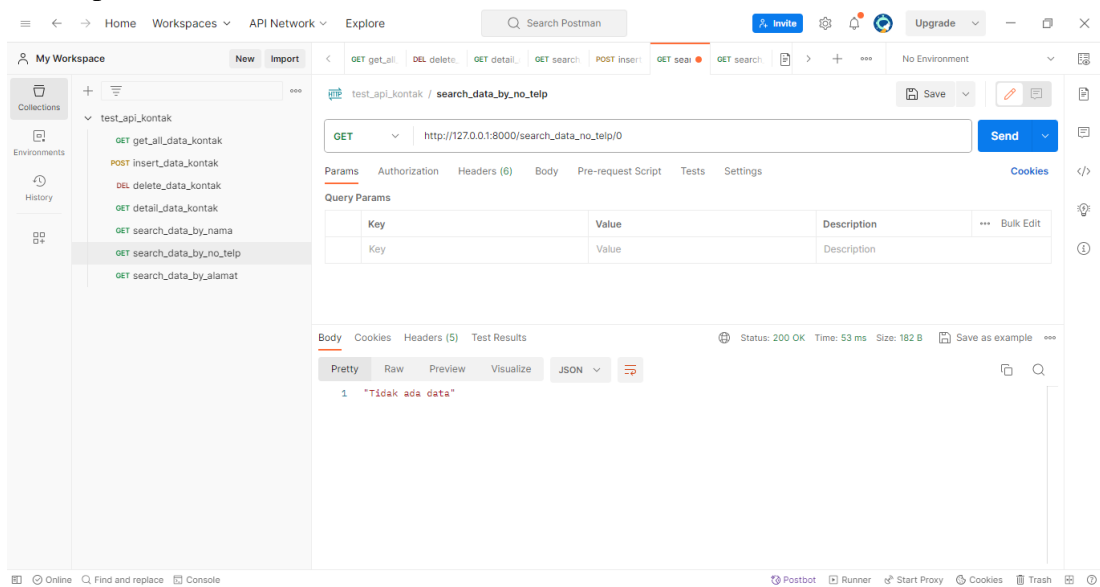 Home Workspaces API Network Explore Search Postman Invite Upgrade
My Workspace New Import GET get_all DEL delete_ GET detail_ GET search POST insert GET sear GET search No Environment
Collections
Environments
History
test_api_kontak
GET get_all_data_kontak
POST insert_data_kontak
DEL delete_data_kontak
GET detail_data_kontak
GET search_data_by_nama
GET search_data_by_no_telp
GET search_data_by_alamat
HTTP test_api_kontak / search_data_by_no_telp Save
GET http://127.0.0.1:8000/search_data_no_telp/0 Send
Params Authorization Headers (6) Body Pre-request Script Tests Settings Cookies
Query Params
Key Value Description Bulk Edit
Key Value Description
Body Cookies Headers (5) Test Results Status: 200 OK Time: 53 ms Size: 182 B Save as example
Pretty Raw Preview Visualize JSON
1 "Tidak ada data"
Online Find and replace Console Postbot Runner Start Proxy Cookies Trash